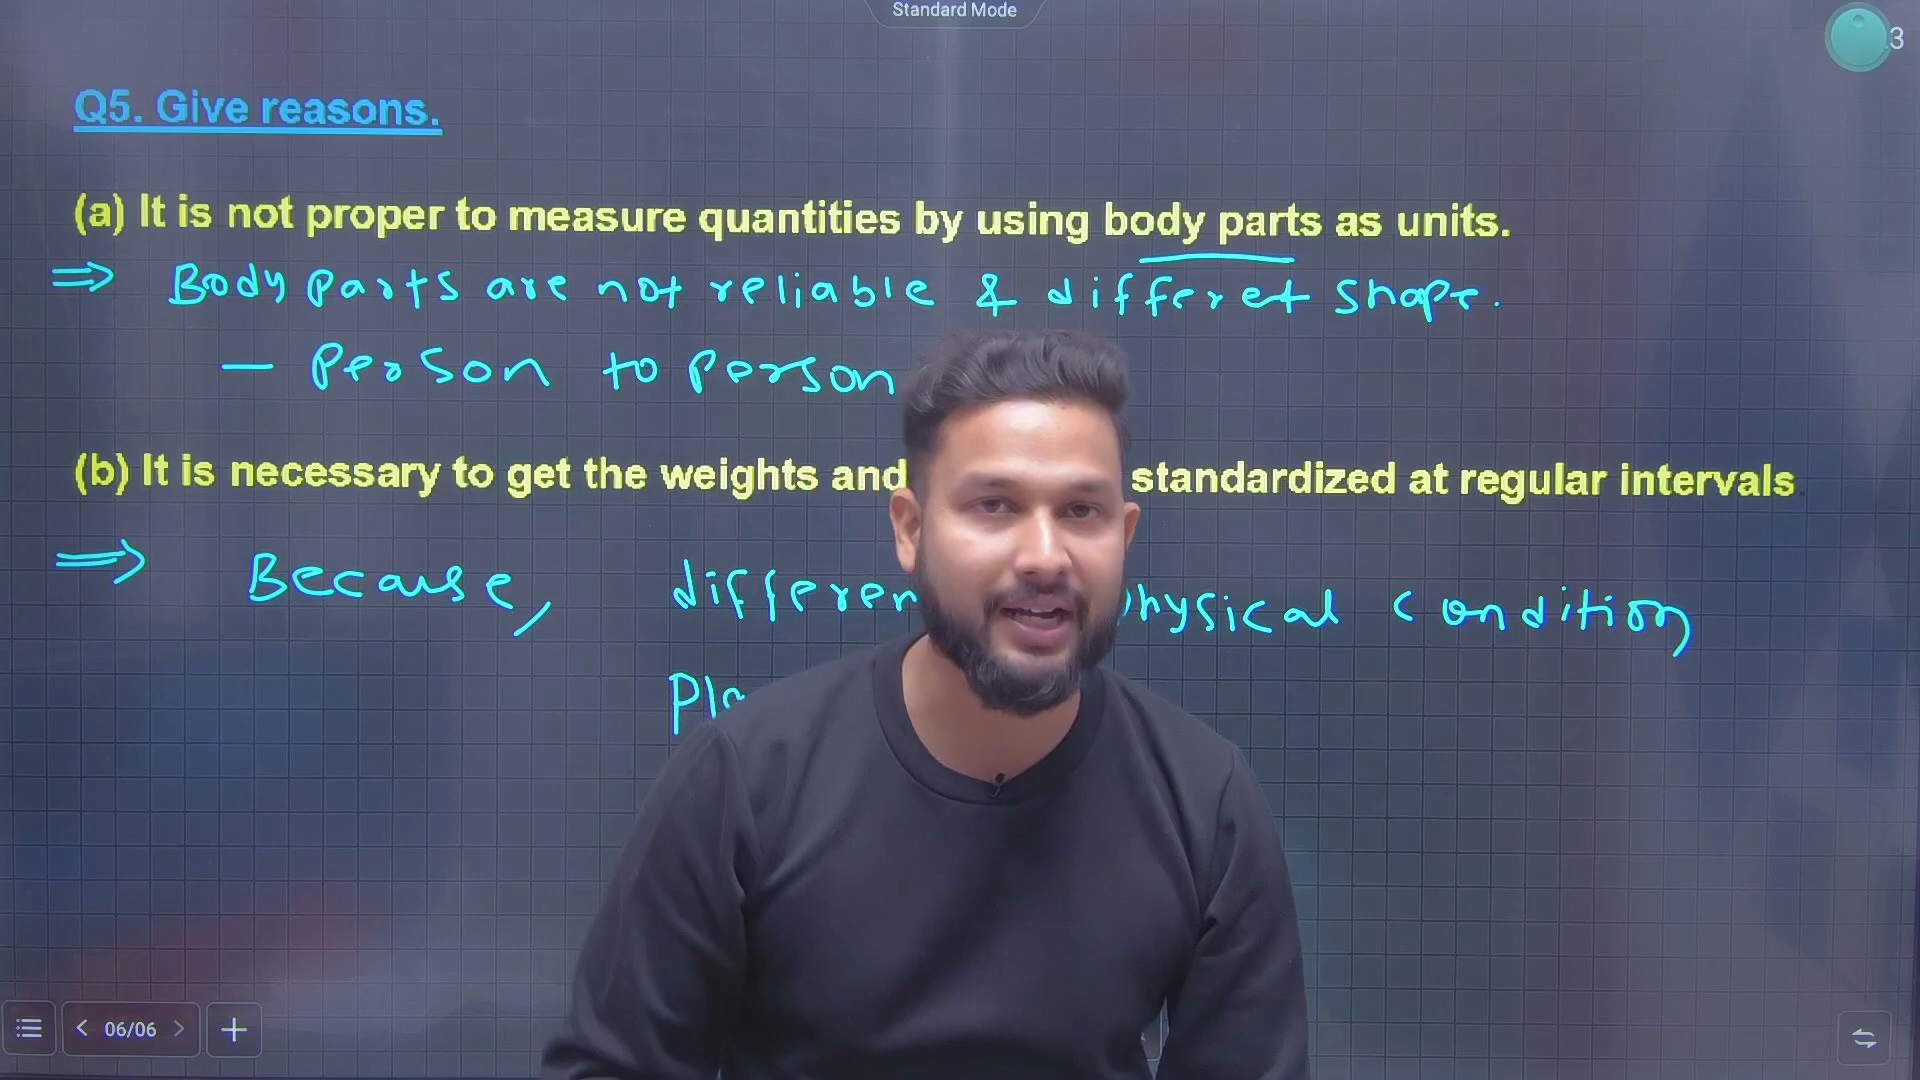 Standard Mode
3
Q5. Give reasons.
(a) It is not proper to measure quantities by using body parts as units.
⇒ Body parts are not reliable & differet shape.
— Person to person
(b) It is necessary to get the weights and standardized at regular intervals
⇒ Because, condition
06/06